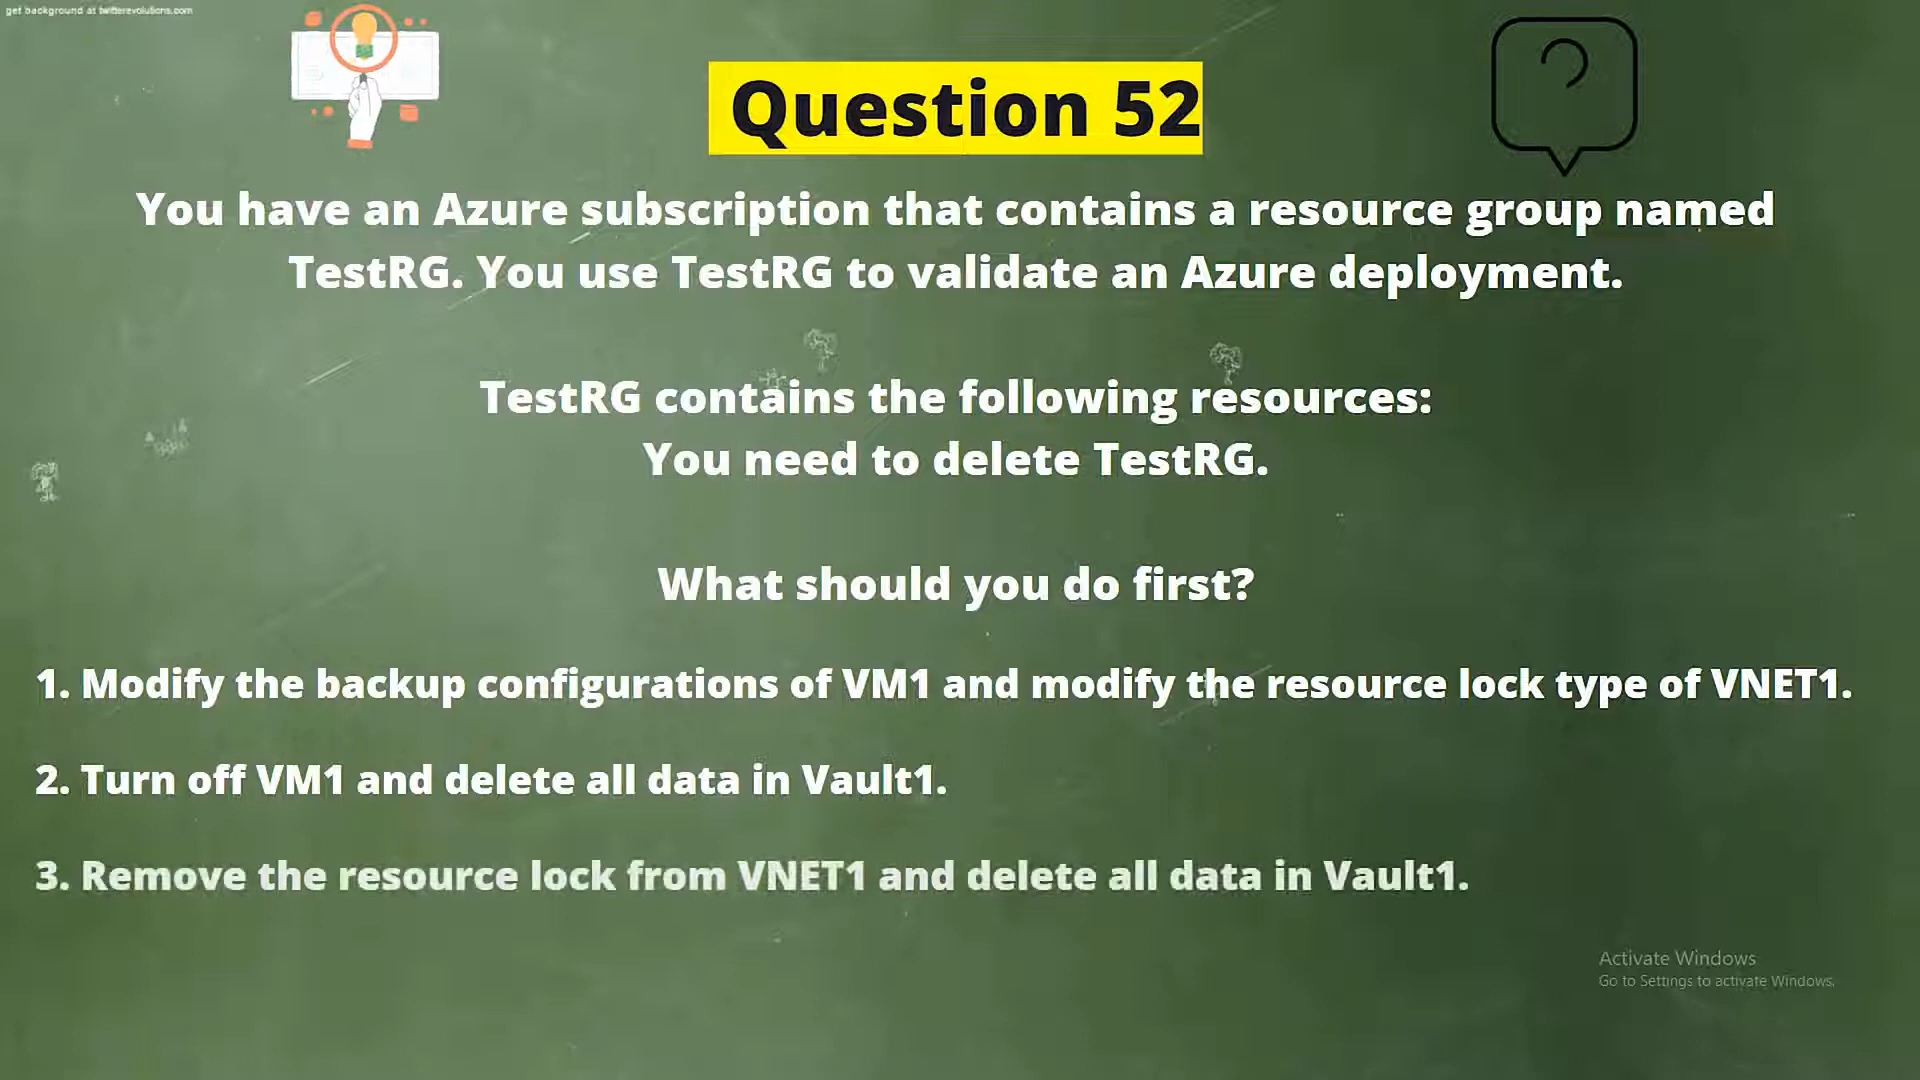 get background at twitterevolutions.com
Question 52
You have an Azure subscription that contains a resource group named
TestRG. You use TestRG to validate an Azure deployment.
TestRG contains the following resources:
You need to delete TestRG.
What should you do first?
1. Modify the backup configurations of VM1 and modify the resource lock type of VNET1.
2. Turn off VM1 and delete all data in Vault1.
3. Remove the resource lock from VNET1 and delete all data in Vault1.
Activate Windows
Go to Settings to activate Windows.